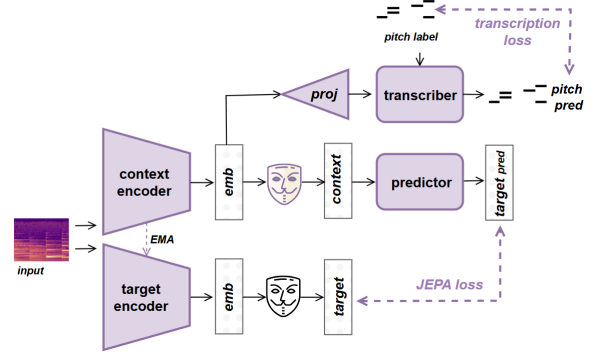 pitch label
transcription
loss
proj
transcriber
pitch
pred
context
encoder
emb
context
predictor
target pred
EMA
input
target
encoder
emb
target
JEPA loss